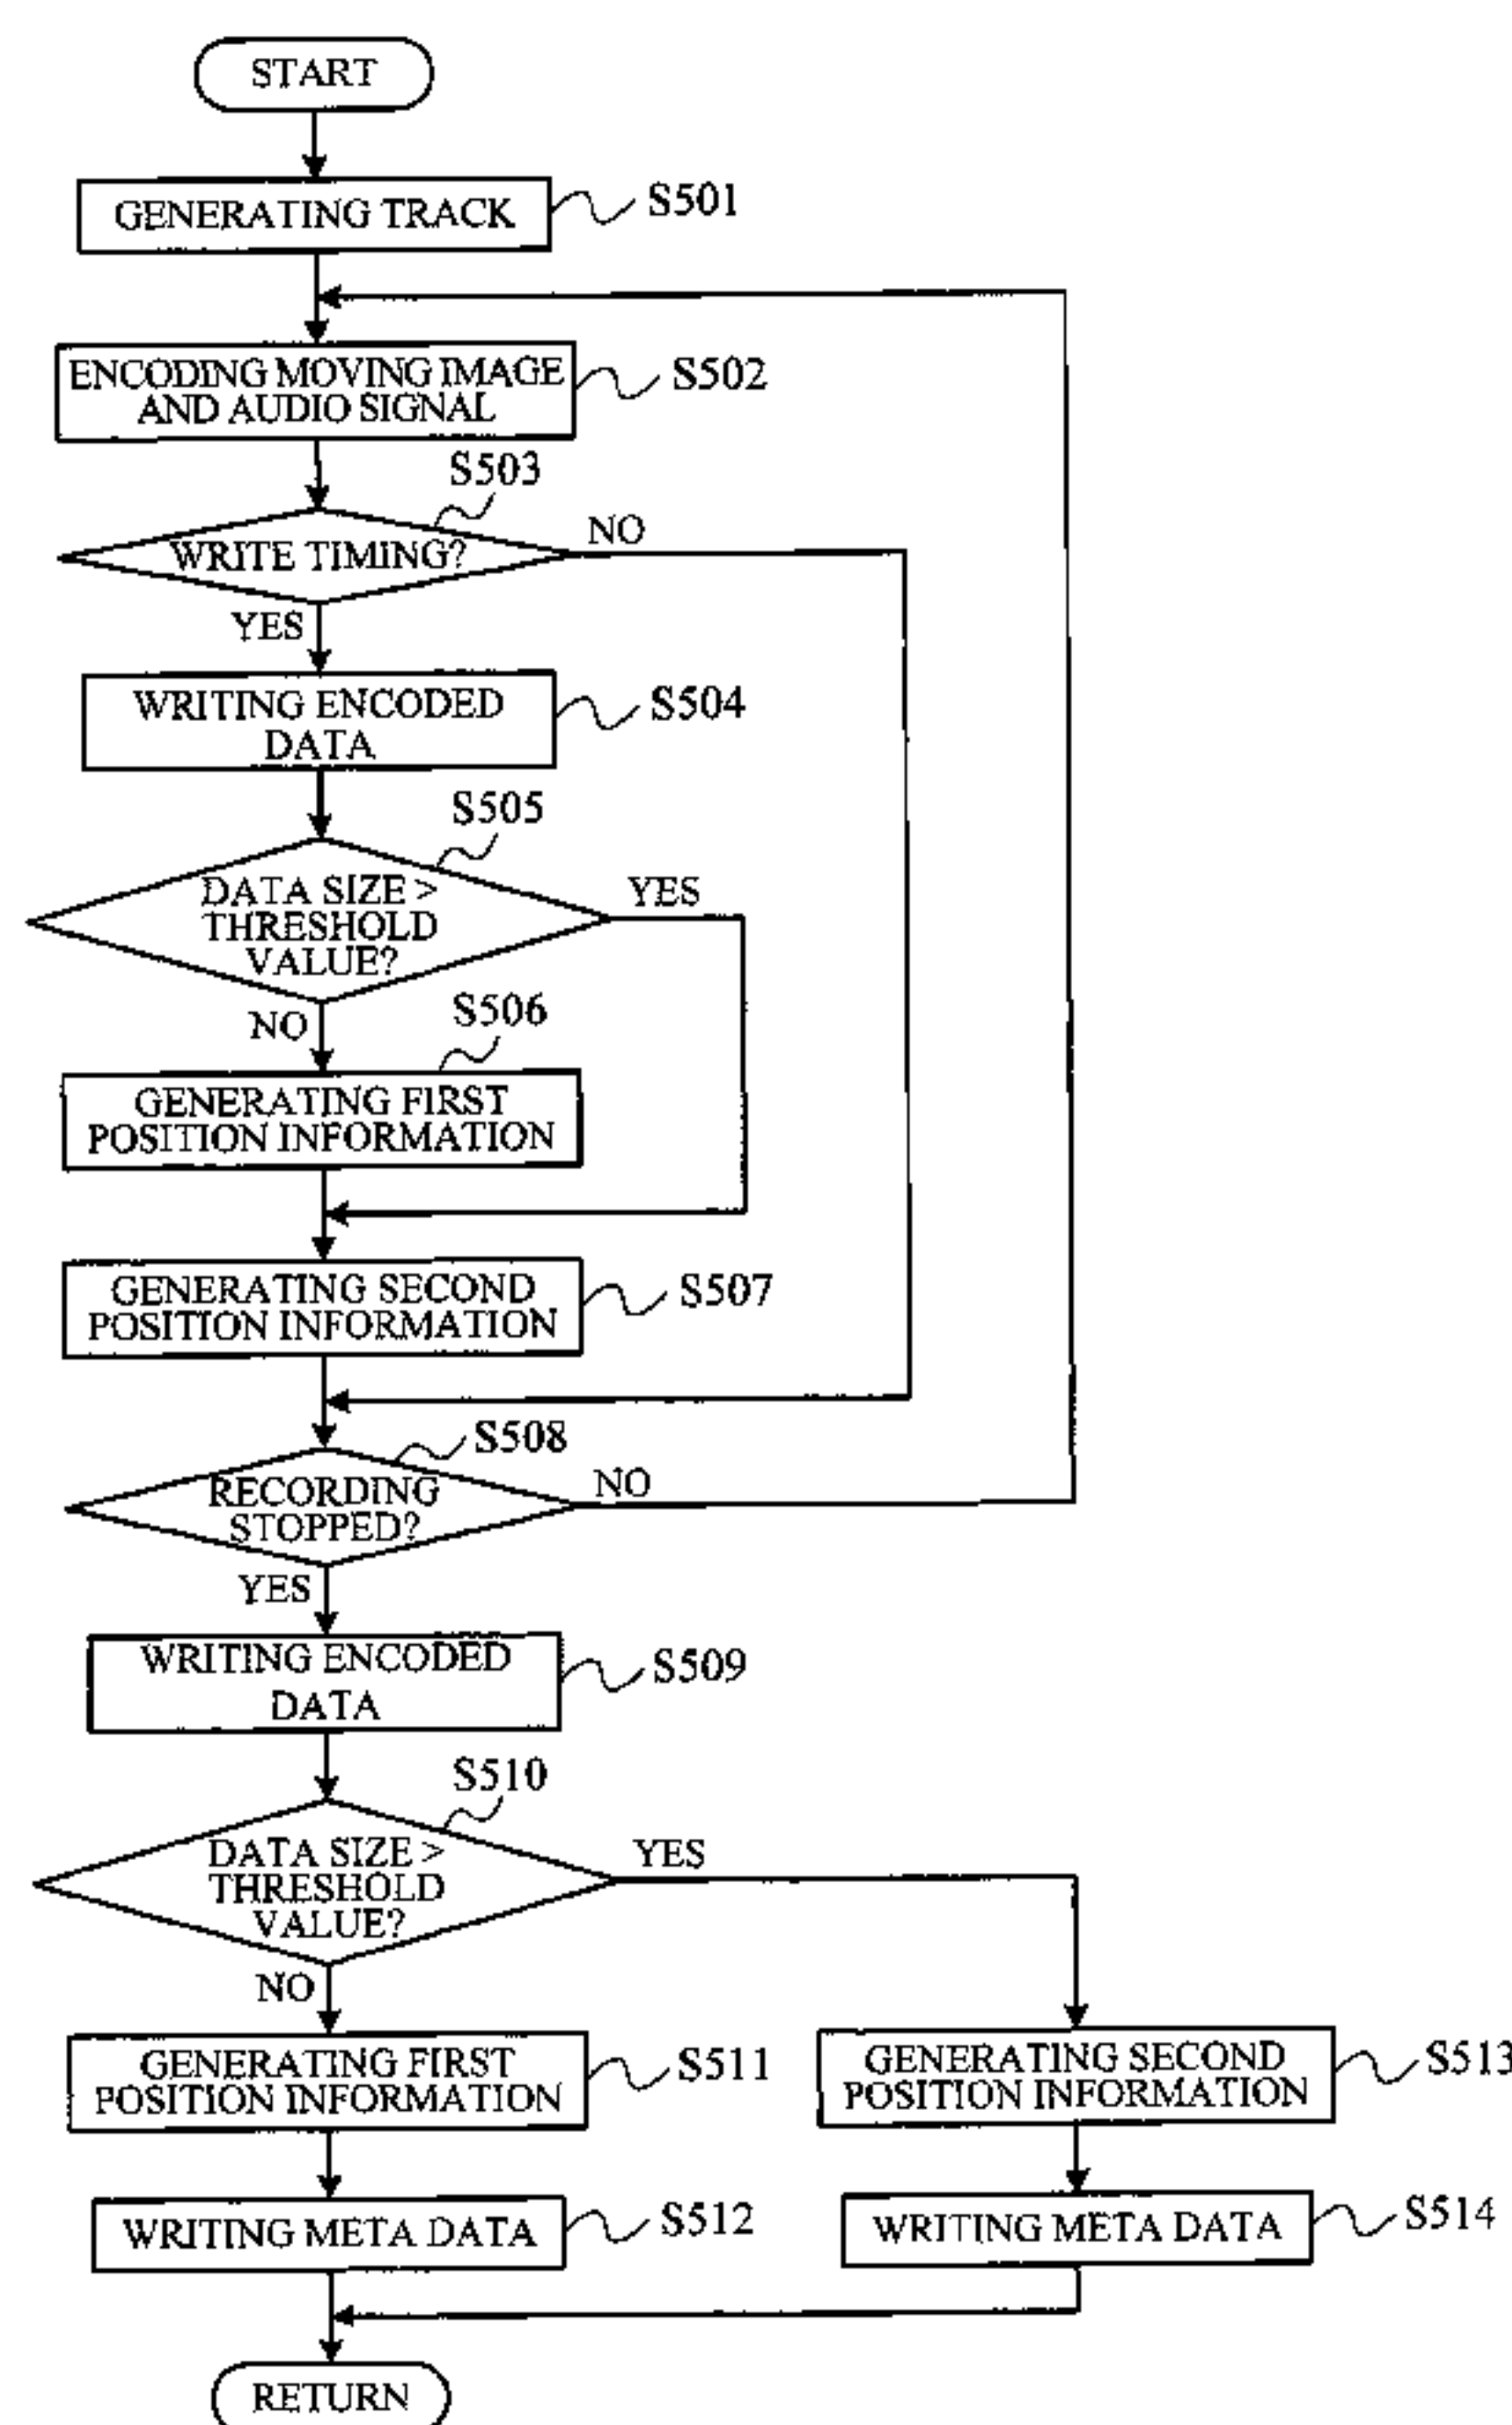 START
GENERATING TRACK
S501
ENCODING MOVING IMAGE
AND AUDIO SIGNAL
S502
S503
WRITE TIMING?
NO
YES
WRITING ENCODED
DATA
S504
S505
DATA SIZE >
THRESHOLD
VALUE?
YES
NO
S506
GENERATING FIRST
POSITION INFORMATION
GENERATING SECOND
POSITION INFORMATION
S507
S508
RECORDING
STOPPED?
NO
YES
WRITING ENCODED
DATA
S509
S510
DATA SIZE >
THRESHOLD
VALUE?
YES
NO
GENERATING FIRST
POSITION INFORMATION
S511
GENERATING SECOND
POSITION INFORMATION
S513
WRITING META DATA
S512
WRITING META DATA
S514
RETURN